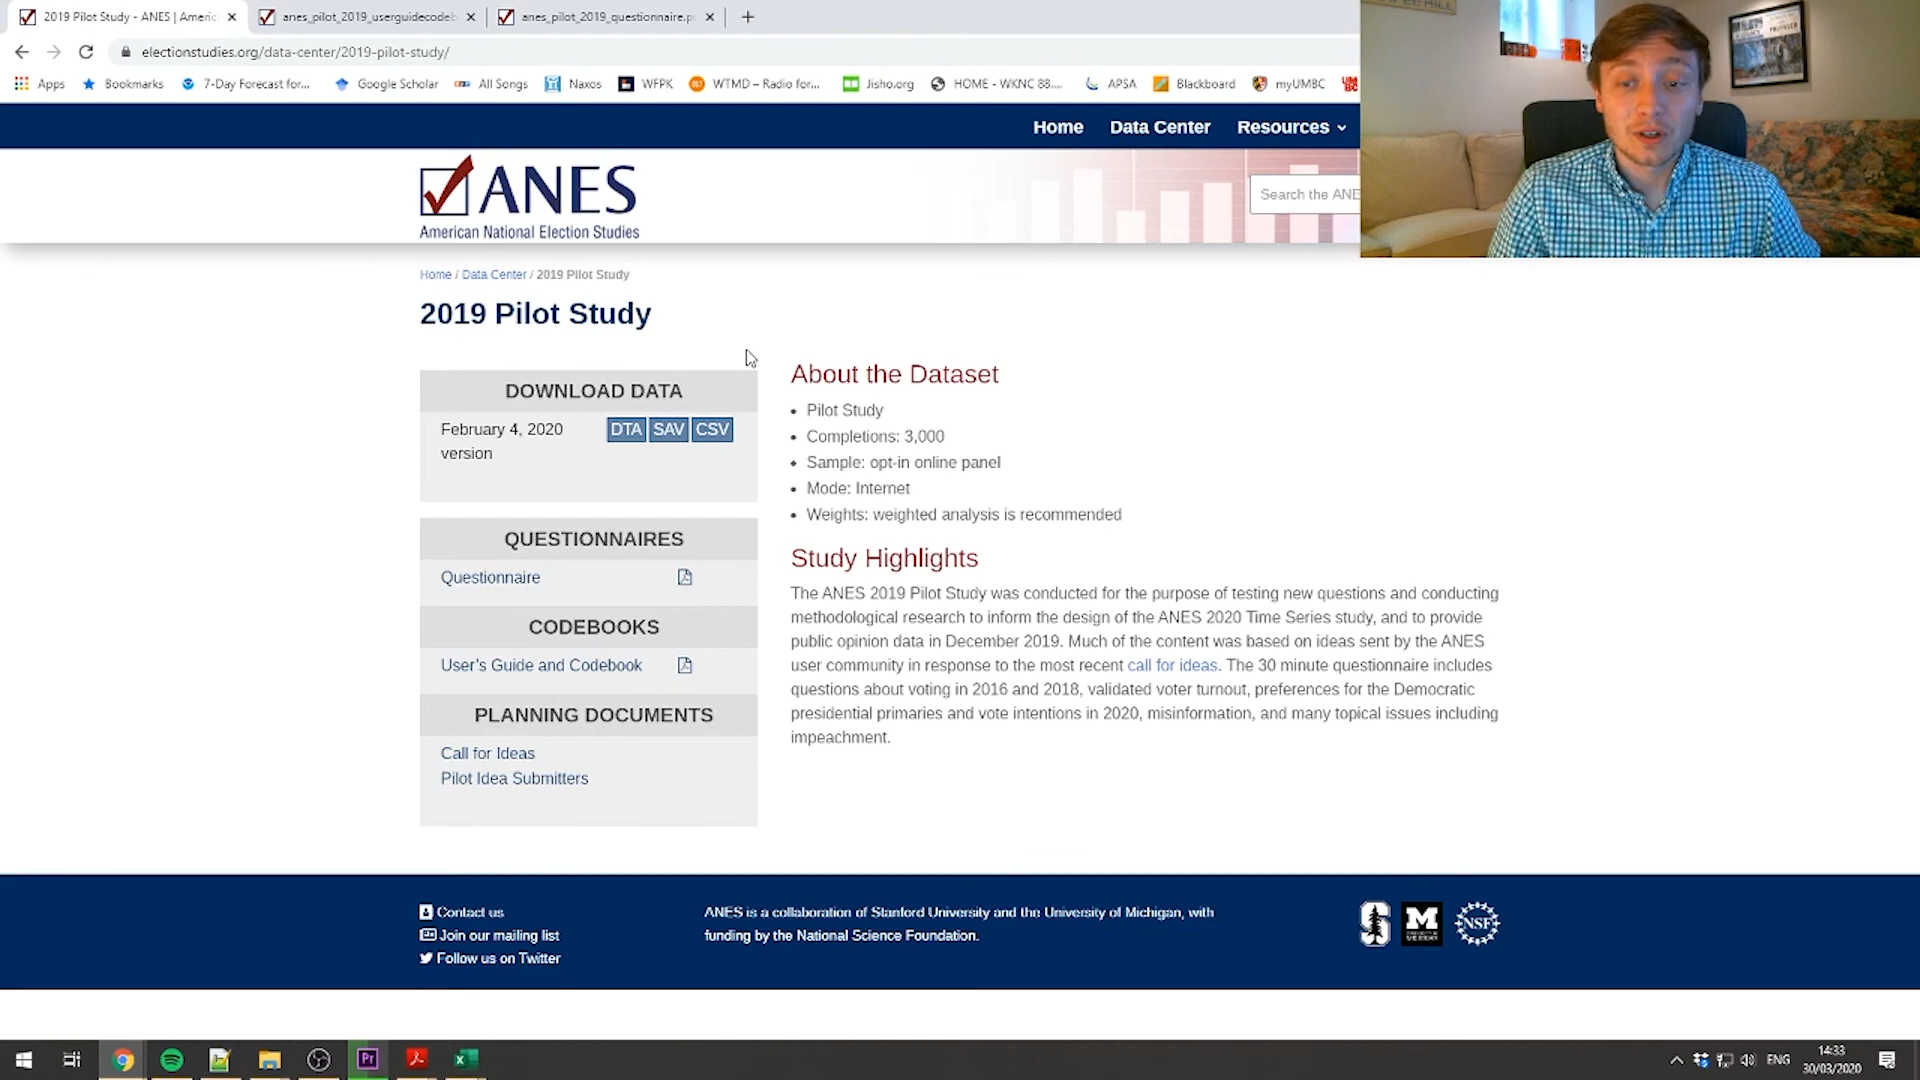 2019 Pilot Study - ANES | Americ
anes_pilot_2019_userguidecodeb
anes_pilot_2019_questionnaire.p
electionstudies.org/data-center/2019-pilot-study/
Apps
Bookmarks
7-Day Forecast for...
Google Scholar
All Songs
Naxos
WFPK
WTMD – Radio for...
Jisho.org
HOME - WKNC 88....
APSA
Blackboard
myUMBC
Home
Data Center
Resources
ANES
American National Election Studies
Search the ANE
Home / Data Center / 2019 Pilot Study
2019 Pilot Study
DOWNLOAD DATA
February 4, 2020
version
DTA SAV CSV
QUESTIONNAIRES
Questionnaire
CODEBOOKS
User's Guide and Codebook
PLANNING DOCUMENTS
Call for Ideas
Pilot Idea Submitters
About the Dataset
• Pilot Study
• Completions: 3,000
• Sample: opt-in online panel
• Mode: Internet
• Weights: weighted analysis is recommended
Study Highlights
The ANES 2019 Pilot Study was conducted for the purpose of testing new questions and conducting
methodological research to inform the design of the ANES 2020 Time Series study, and to provide
public opinion data in December 2019. Much of the content was based on ideas sent by the ANES
user community in response to the most recent call for ideas. The 30 minute questionnaire includes
questions about voting in 2016 and 2018, validated voter turnout, preferences for the Democratic
presidential primaries and vote intentions in 2020, misinformation, and many topical issues including
impeachment.
Contact us
Join our mailing list
Follow us on Twitter
ANES is a collaboration of Stanford University and the University of Michigan, with
funding by the National Science Foundation.
S
M
NSF
Pr
ENG
14:33
30/03/2020